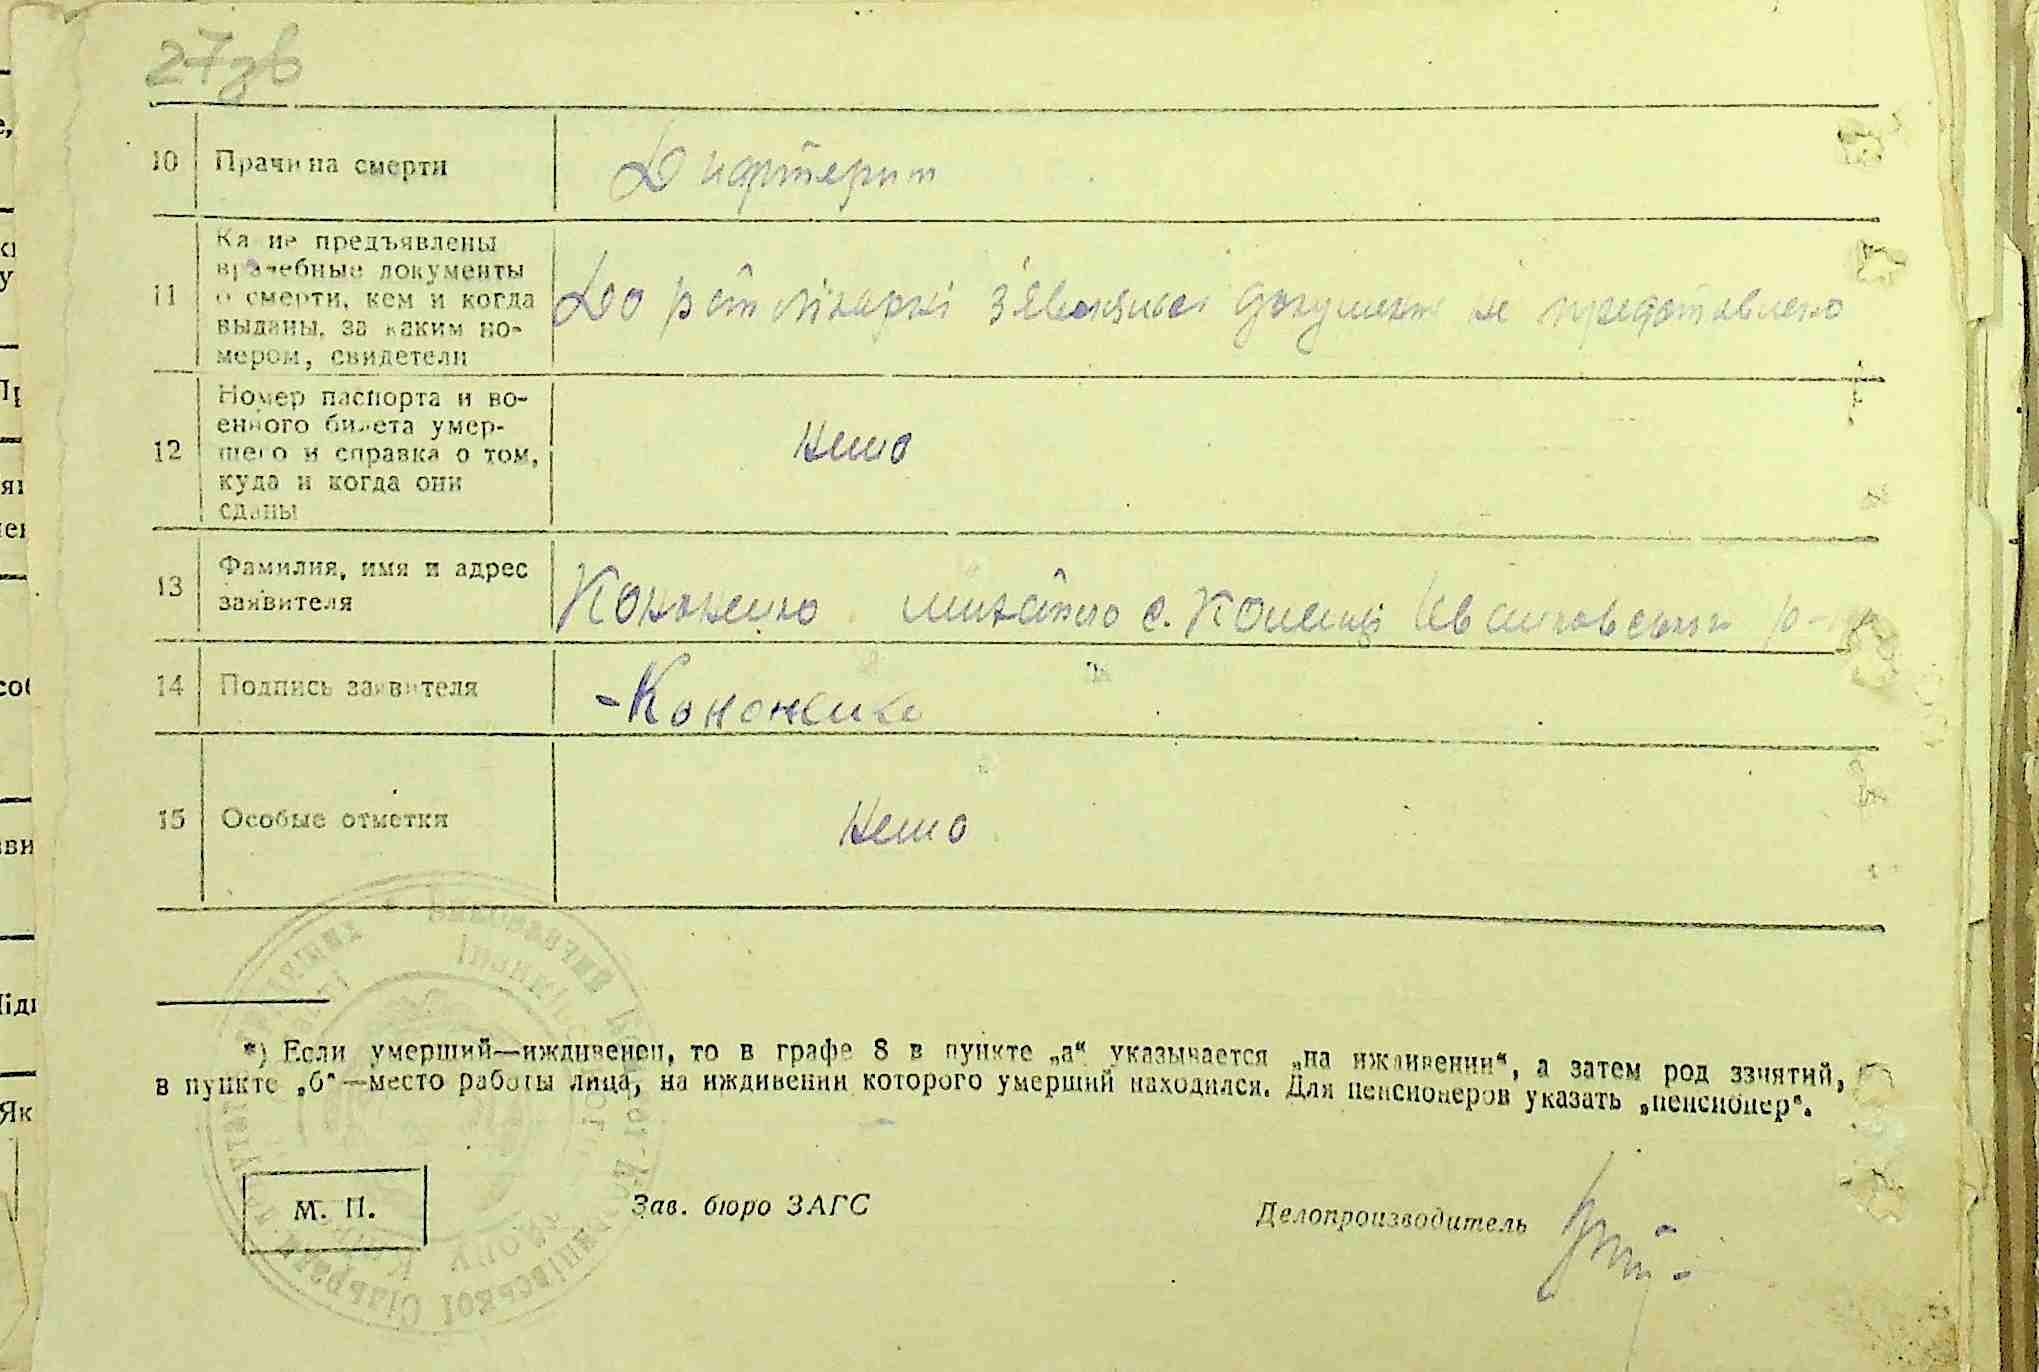 27зв
10 Причина смерти Дифтерит
11 Ка ие предъявлены
врачебные документы
о смерти, кем и когда
выданы, за каким но-
мером, свидетели
До документ не представлено
12 Номер паспорта и во-
енного билета умер-
шего и справка о том,
куда и когда они
сданы
Нема
13 Фамилия, имя и адрес
заявителя
Кононенко Михайло с. р-н
14 Подпись заявителя - Кононенко
15 Особые отметки Нема
*) Если умерший—иждивенец, то в графе 8 в пункте „а“ указывается „на иждивении“, а затем род занятий,
в пункте „б“—место работы лица, на иждивении которого умерший находился. Для пенсионеров указать „пенсионер“.
М. П. Зав. бюро ЗАГС Делопроизводитель